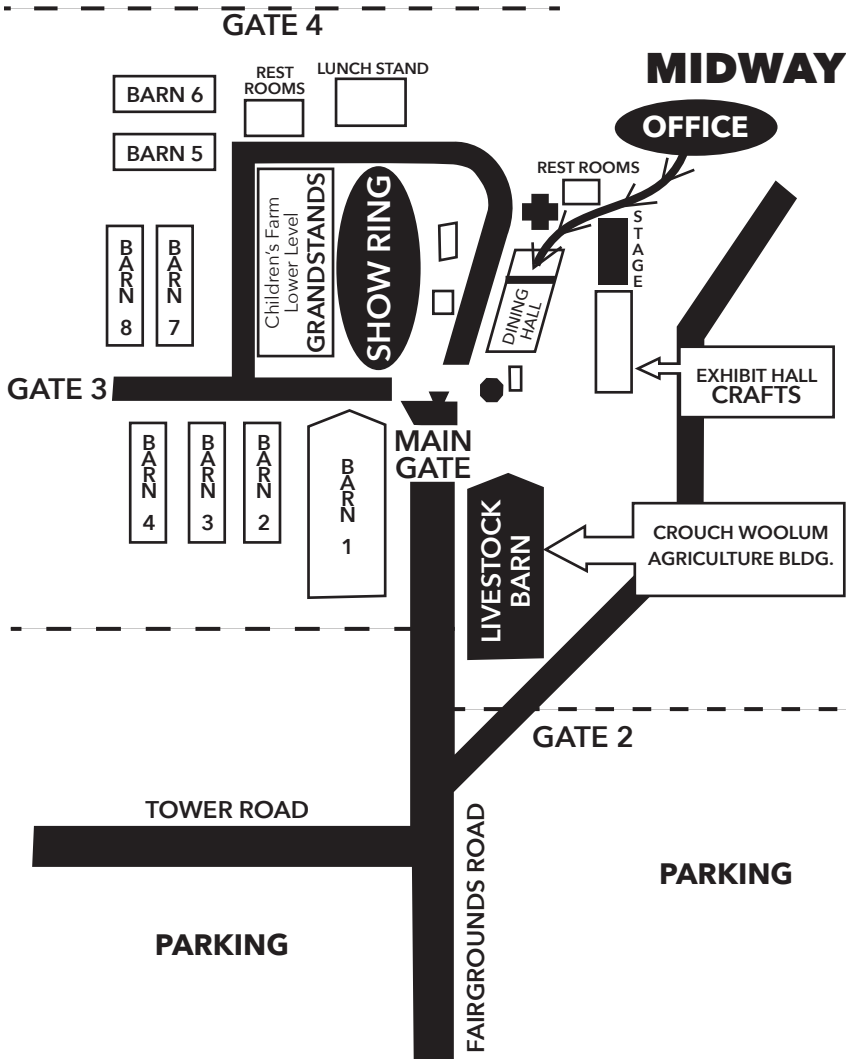 GATE 4
MIDWAY
REST
ROOMS
LUNCH STAND
BARN 6
OFFICE
BARN 5
REST ROOMS
Children's Farm
Lower Level
GRANDSTANDS
SHOW RING
STAGE
BARN 8
BARN 7
DINING
HALL
EXHIBIT HALL
CRAFTS
GATE 3
MAIN
GATE
BARN 4
BARN 3
BARN 2
BARN 1
LIVESTOCK
BARN
CROUCH WOOLUM
AGRICULTURE BLDG.
GATE 2
TOWER ROAD
FAIRGROUNDS ROAD
PARKING
PARKING